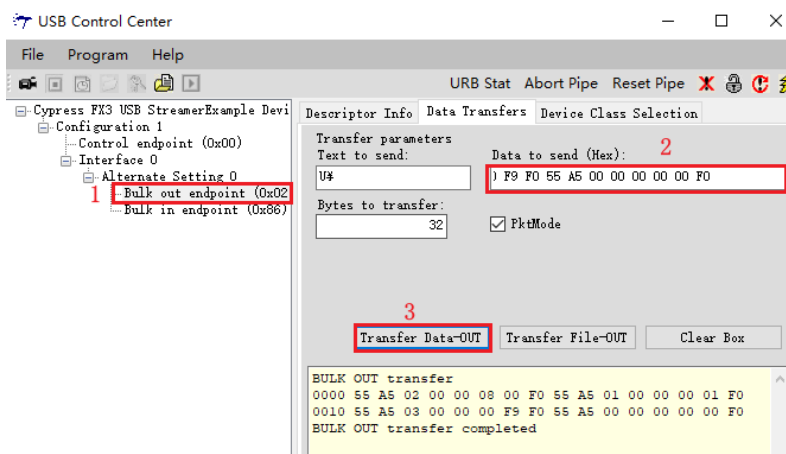 USB Control Center
File Program Help
URB Stat Abort Pipe Reset Pipe
Cypress FX3 USB StreamerExample Devi
Configuration 1
Control endpoint (0x00)
Interface 0
Alternate Setting 0
1 Bulk out endpoint (0x02
Bulk in endpoint (0x86)
Descriptor Info Data Transfers Device Class Selection
Transfer parameters
Text to send: Data to send (Hex): 2
U¥ ) F9 F0 55 A5 00 00 00 00 00 F0
Bytes to transfer:
32 PktMode
3
Transfer Data-OUT Transfer File-OUT Clear Box
BULK OUT transfer
0000 55 A5 02 00 00 08 00 F0 55 A5 01 00 00 00 01 F0
0010 55 A5 03 00 00 00 F9 F0 55 A5 00 00 00 00 00 F0
BULK OUT transfer completed